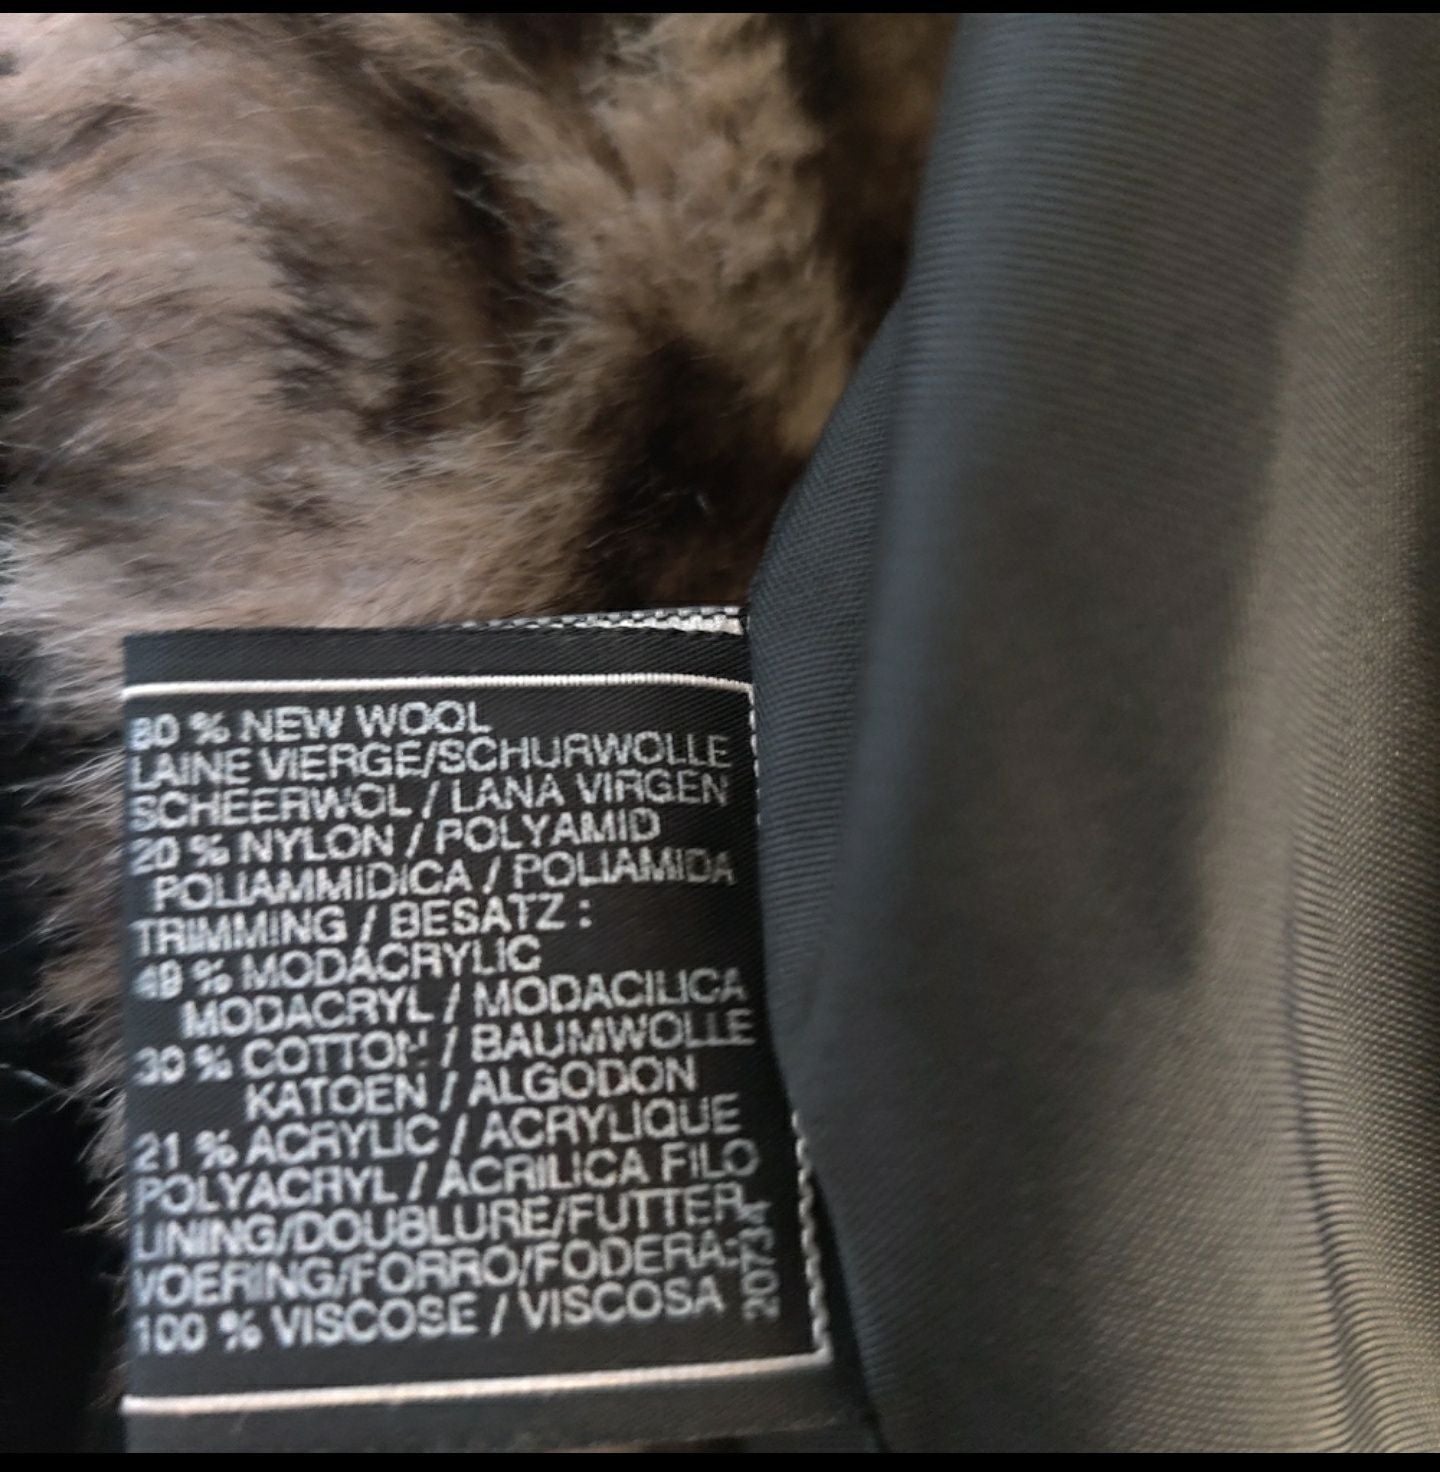 80 % NEW WOOL
LAINE VIERGE/SCHURWOLLE
SCHEERWOL / LANA VIRGEN
20 % NYLON / POLYAMID
POLIAMMIDICA / POLIAMIDA
TRIMMING / BESATZ :
49 % MODACRYLIC
MODACRYL / MODACILICA
30 % COTTON / BAUMWOLLE
KATOEN / ALGODON
21 % ACRYLIC / ACRYLIQUE
POLYACRYL / ACRILICA FILO
LINING/DOUBLURE/FUTTER
VOERING/FORRO/FODERA:
100 % VISCOSE / VISCOSA